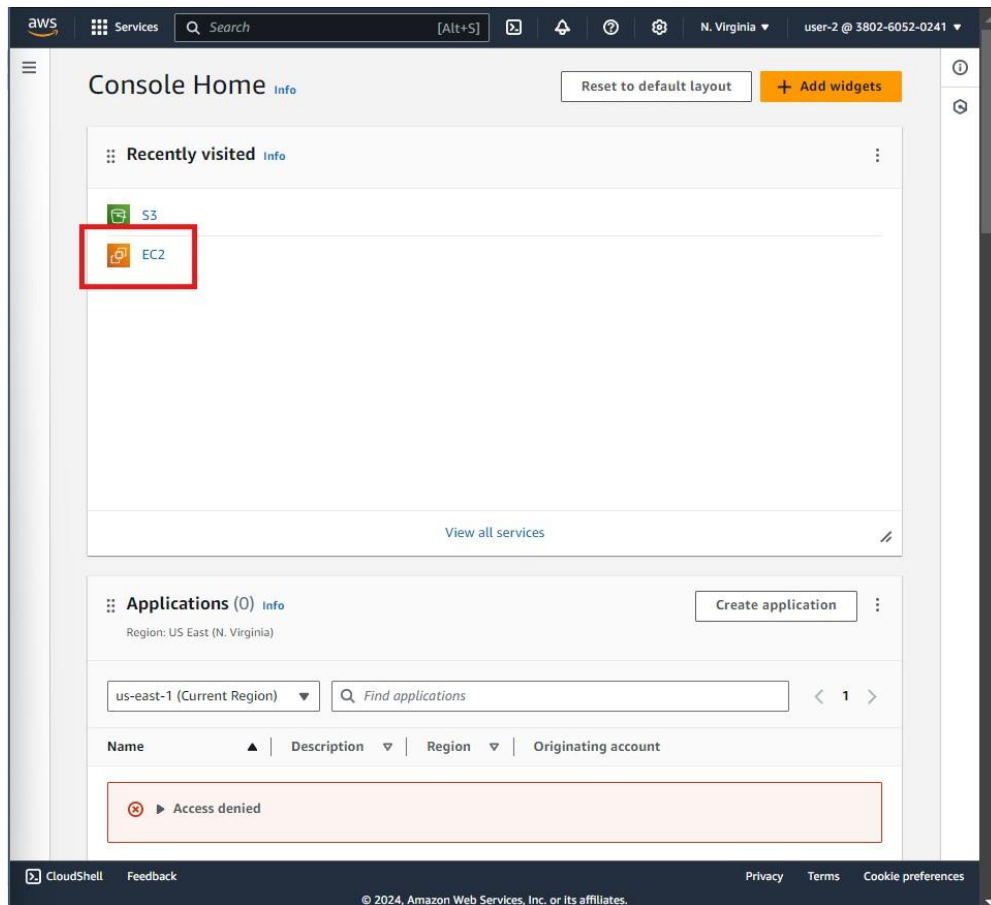 aws Services Search [Alt+S] N. Virginia user-2 @ 3802-6052-0241
Console Home Info Reset to default layout + Add widgets
Recently visited Info
S3
EC2
View all services
Applications (0) Info Create application
Region: US East (N. Virginia)
us-east-1 (Current Region) Find applications 1
Name Description Region Originating account
Access denied
CloudShell Feedback Privacy Terms Cookie preferences
© 2024, Amazon Web Services, Inc. or its affiliates.